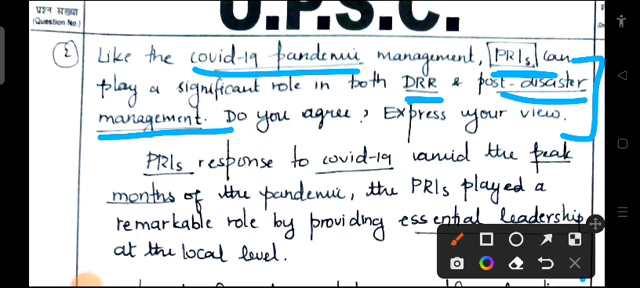 प्रश्न संख्या
(Question No.)
U.P.S.C.
2
Like the covid-19 pandemic management, PRIs can
play a significant role in both DRR & post-disaster
management. Do you agree? Express your view.
PRIs response to covid-19 amid the peak
months of the pandemic, the PRIs played a
remarkable role by providing essential leadership
at the local level.